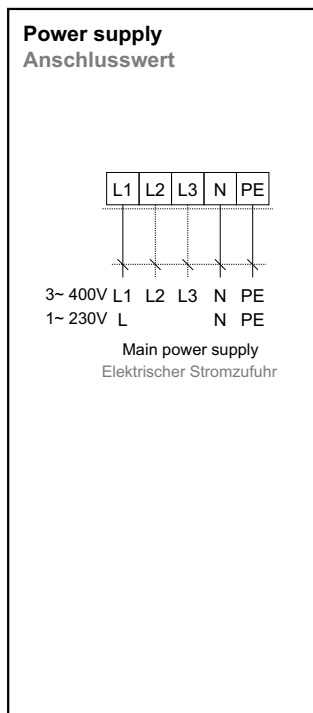 Power supply
Anschlusswert
L1 L2 L3 N PE
3~ 400V L1 L2 L3 N PE
1~ 230V L N PE
Main power supply
Elektrischer Stromzufuhr